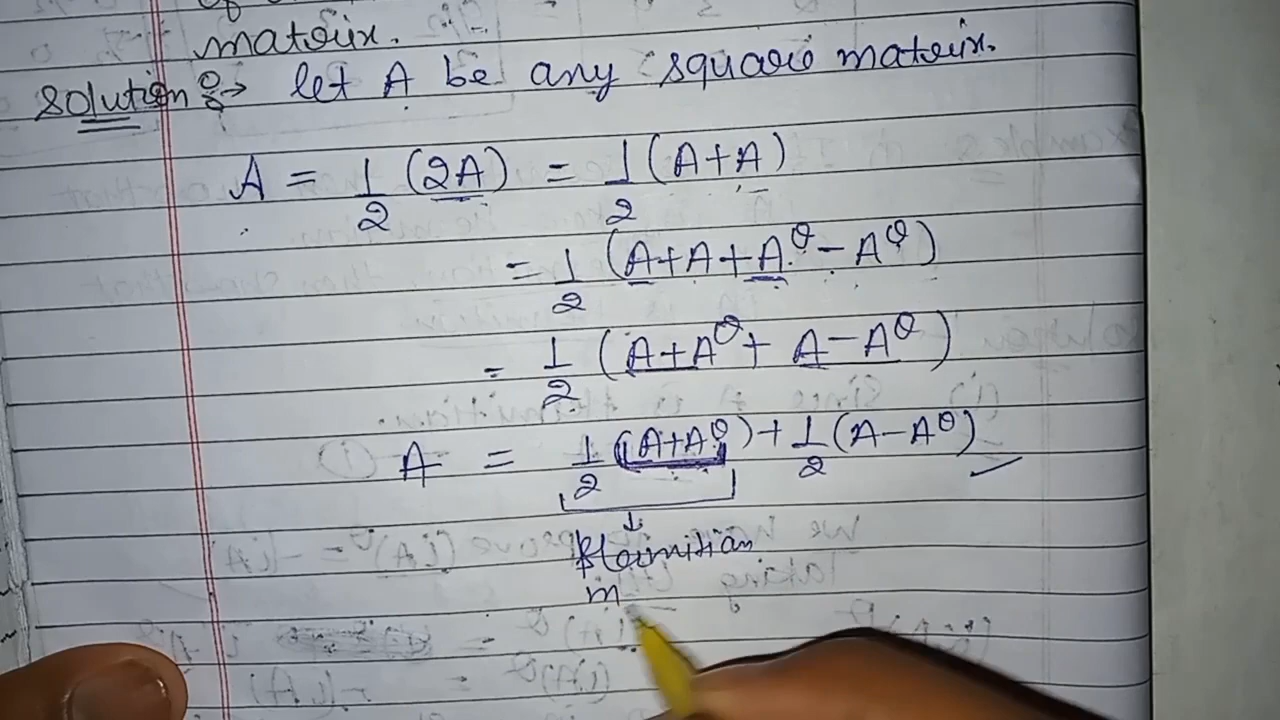 matrix.
Solution :→ let A be any square matrix.
A = 1/2 (2A) = 1/2 (A+A)
= 1/2 (A+A+A^θ − A^θ)
= 1/2 (A+A^θ + A−A^θ)
A = 1/2 (A+A^θ) + 1/2 (A−A^θ)
↓
Hermitian
m